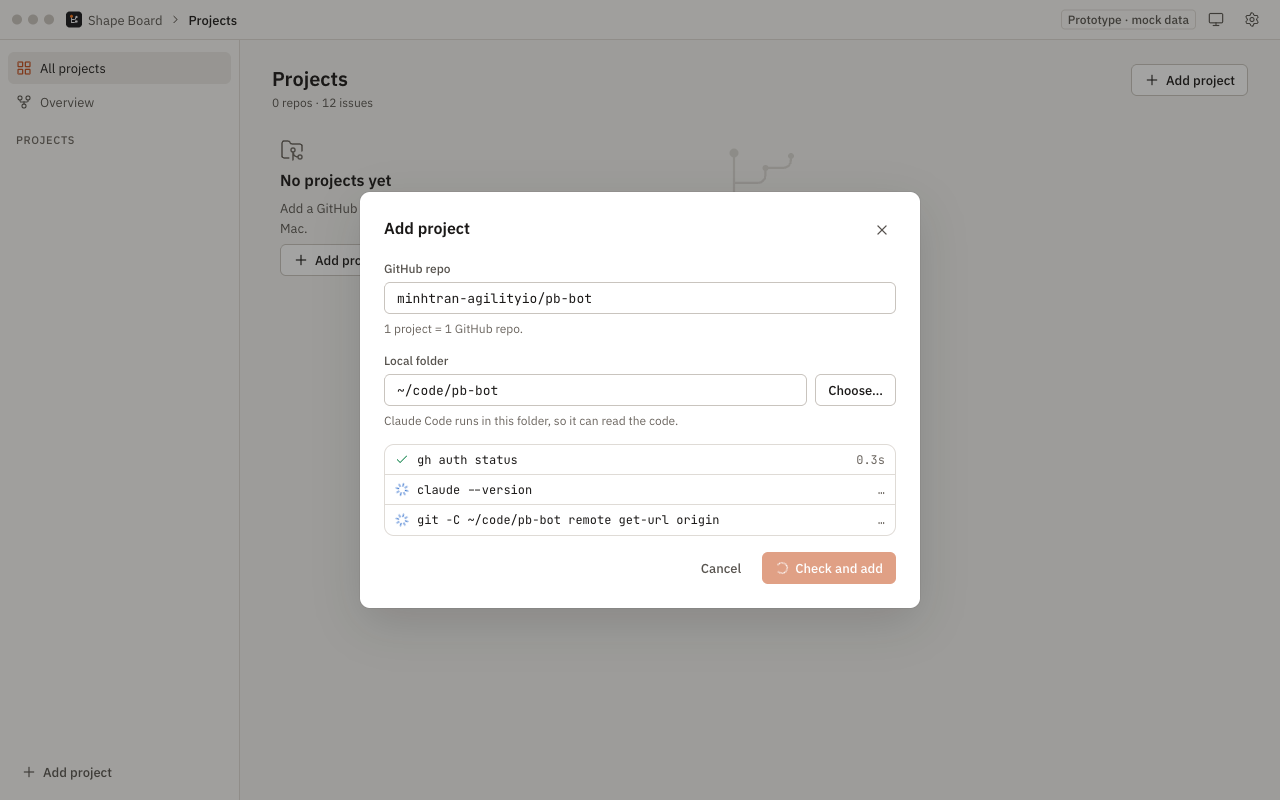 Shape Board
Projects
Prototype · mock data
All projects
Overview
PROJECTS
Add project
Projects
0 repos · 12 issues
Add project
No projects yet
Add a GitHub
Mac.
Add pro
Add project
GitHub repo
minhtran-agilityio/pb-bot
1 project = 1 GitHub repo.
Local folder
~/code/pb-bot
Choose...
Claude Code runs in this folder, so it can read the code.
gh auth status 0.3s
claude --version …
git -C ~/code/pb-bot remote get-url origin …
Cancel
Check and add